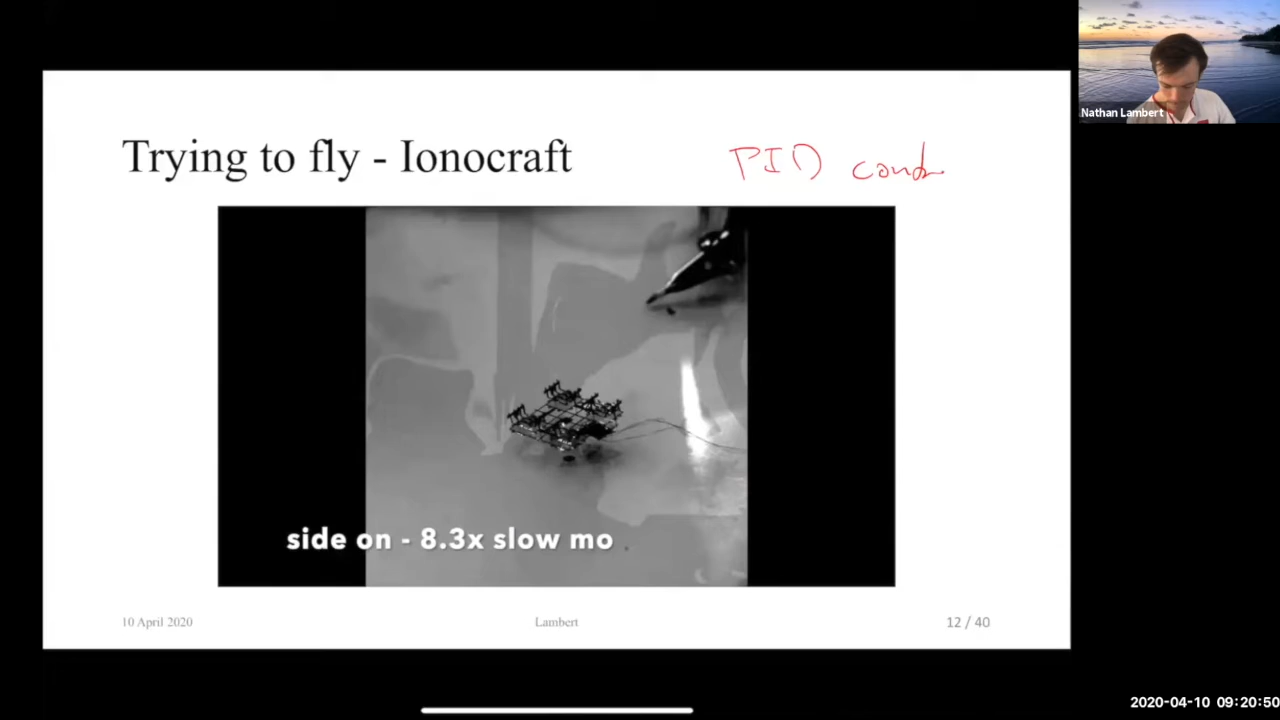 Nathan Lambert
Trying to fly - Ionocraft
PID
side on - 8.3x slow mo
10 April 2020
Lambert
12 / 40
2020-04-10 09:20:50